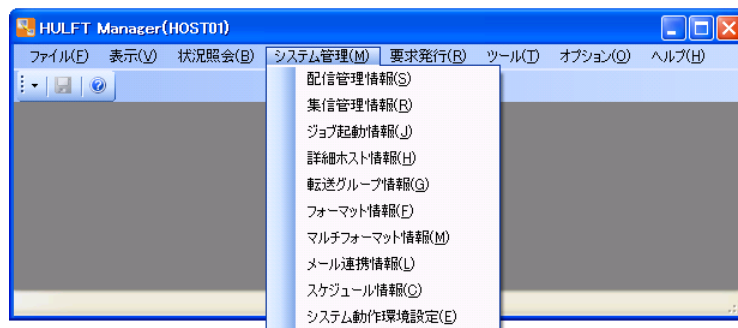 HULFT Manager(HOST01)
ファイル(F) 表示(V) 状況照会(B) システム管理(M) 要求発行(R) ツール(T) オプション(O) ヘルプ(H)
配信管理情報(S)
集信管理情報(R)
ジョブ起動情報(J)
詳細ホスト情報(H)
転送グループ情報(G)
フォーマット情報(F)
マルチフォーマット情報(M)
メール連携情報(L)
スケジュール情報(C)
システム動作環境設定(E)